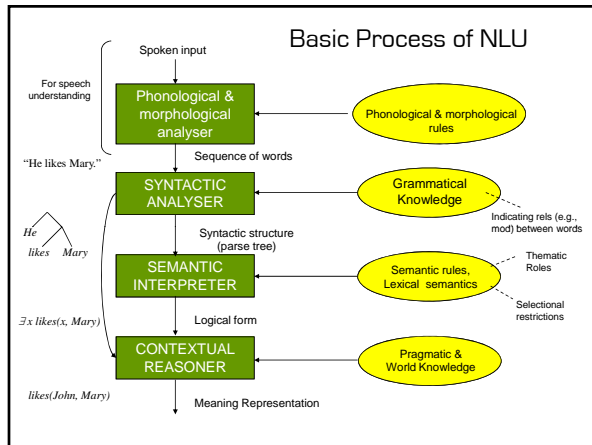 Basic Process of NLU
Spoken input
For speech
understanding
Phonological &
morphological
analyser
Phonological & morphological
rules
Sequence of words
“He likes Mary.”
SYNTACTIC
ANALYSER
Grammatical
Knowledge
Indicating rels (e.g.,
mod) between words
He
likes Mary
Syntactic structure
(parse tree)
Thematic
Roles
SEMANTIC
INTERPRETER
Semantic rules,
Lexical semantics
Selectional
restrictions
Logical form
∃x likes(x, Mary)
CONTEXTUAL
REASONER
Pragmatic &
World Knowledge
likes(John, Mary)
Meaning Representation